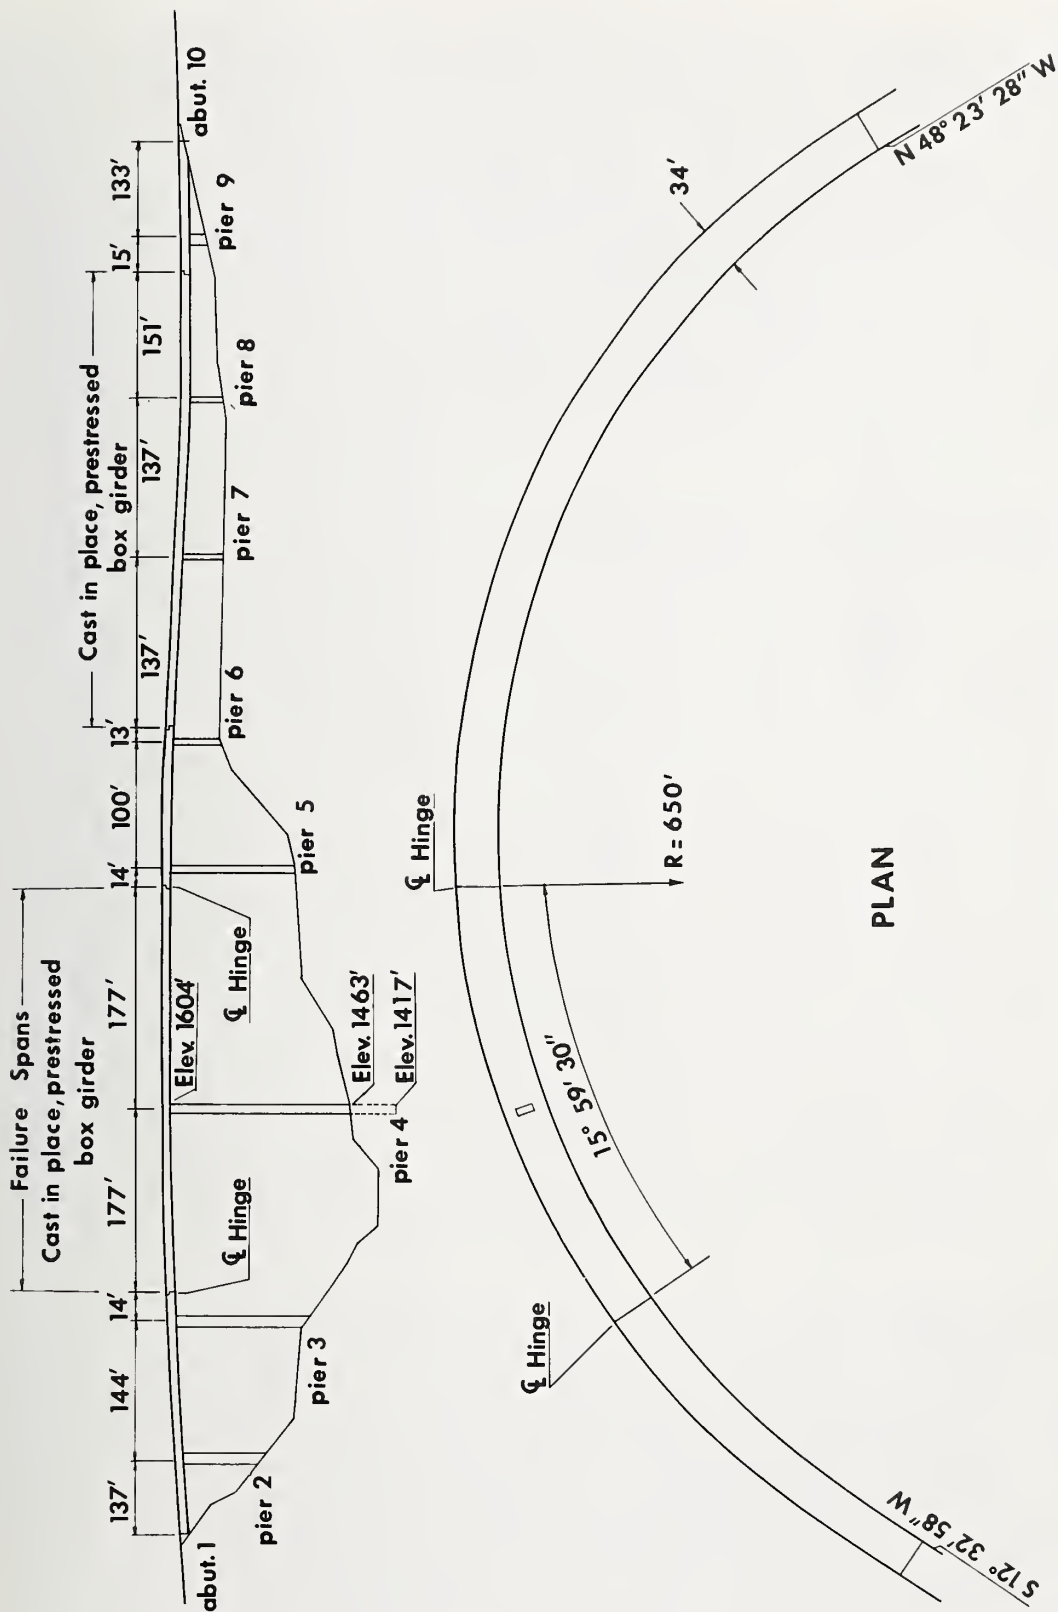 Failure Spans
Cast in place, prestressed
box girder
Cast in place, prestressed
box girder
137'
144'
14'
177'
177'
14'
100'
13'
137'
137'
151'
15'
133'
abut. 1
pier 2
pier 3
℄ Hinge
Elev. 1604'
Elev. 1463'
Elev. 1417'
pier 4
℄ Hinge
pier 5
pier 6
pier 7
pier 8
pier 9
abut. 10
℄ Hinge
℄ Hinge
34'
R = 650'
15° 59' 30"
S 12° 32' 58" W
N 48° 23' 28" W
PLAN